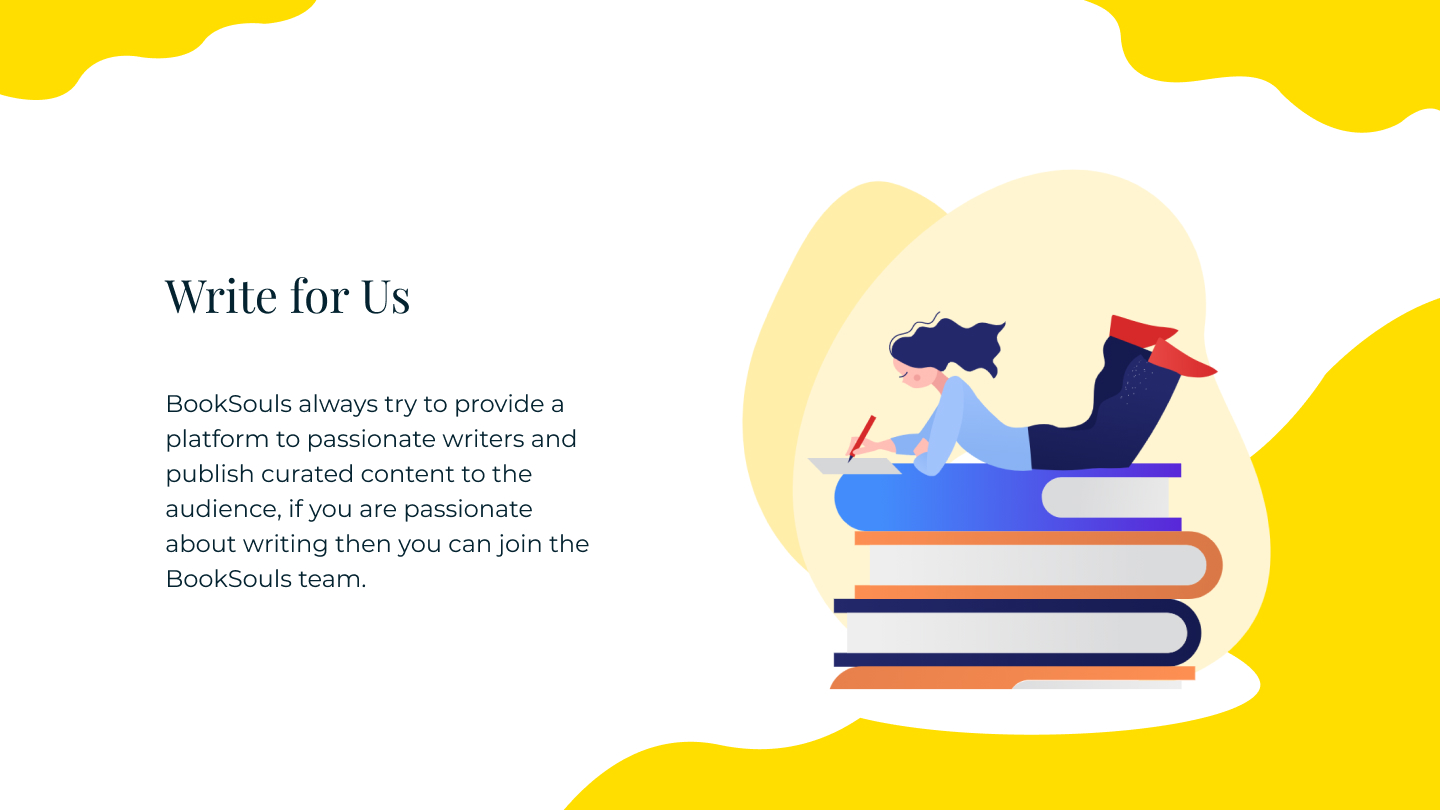 Write for Us
BookSouls always try to provide a
platform to passionate writers and
publish curated content to the
audience, if you are passionate
about writing then you can join the
BookSouls team.